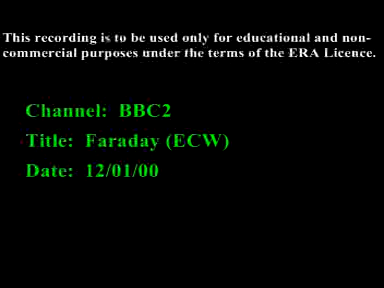 This recording is to be used only for educational and non-
commercial purposes under the terms of the ERA Licence.
Channel: BBC2
Title: Faraday (ECW)
Date: 12/01/00